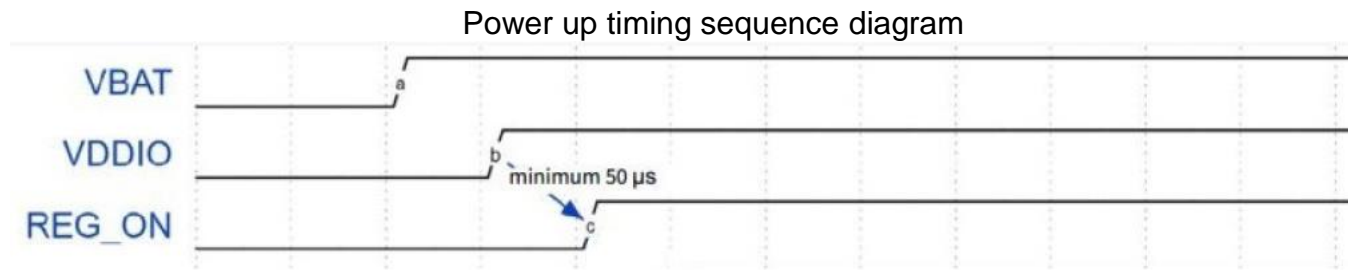 Power up timing sequence diagram
VBAT
a
VDDIO
b
minimum 50 µs
REG_ON
c